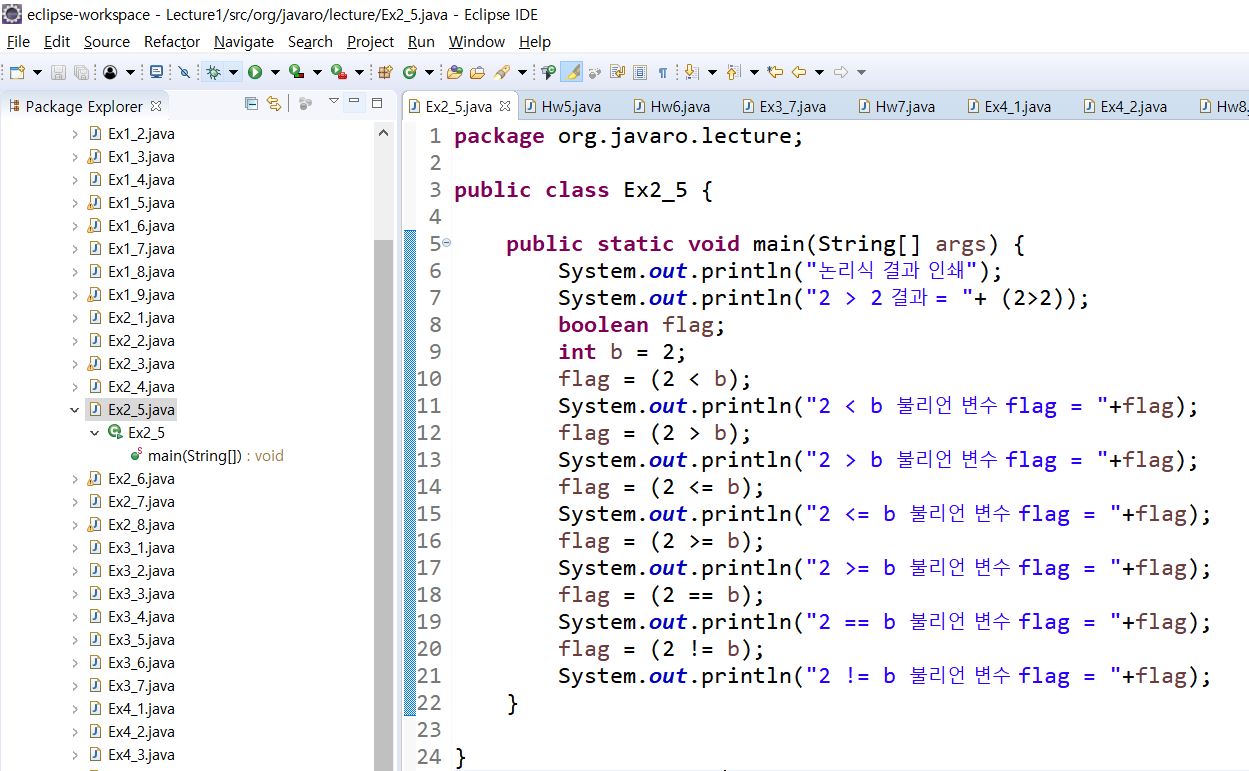 eclipse-workspace - Lecture1/src/org/javaro/lecture/Ex2_5.java - Eclipse IDE
File Edit Source Refactor Navigate Search Project Run Window Help
Package Explorer
Ex1_2.java
Ex1_3.java
Ex1_4.java
Ex1_5.java
Ex1_6.java
Ex1_7.java
Ex1_8.java
Ex1_9.java
Ex2_1.java
Ex2_2.java
Ex2_3.java
Ex2_4.java
Ex2_5.java
Ex2_5
main(String[]) : void
Ex2_6.java
Ex2_7.java
Ex2_8.java
Ex3_1.java
Ex3_2.java
Ex3_3.java
Ex3_4.java
Ex3_5.java
Ex3_6.java
Ex3_7.java
Ex4_1.java
Ex4_2.java
Ex4_3.java
Ex2_5.java Hw5.java Hw6.java Ex3_7.java Hw7.java Ex4_1.java Ex4_2.java Hw8.
1 package org.javaro.lecture;
2
3 public class Ex2_5 {
4
5 public static void main(String[] args) {
6 System.out.println("논리식 결과 인쇄");
7 System.out.println("2 > 2 결과 = "+ (2>2));
8 boolean flag;
9 int b = 2;
10 flag = (2 < b);
11 System.out.println("2 < b 불리언 변수 flag = "+flag);
12 flag = (2 > b);
13 System.out.println("2 > b 불리언 변수 flag = "+flag);
14 flag = (2 <= b);
15 System.out.println("2 <= b 불리언 변수 flag = "+flag);
16 flag = (2 >= b);
17 System.out.println("2 >= b 불리언 변수 flag = "+flag);
18 flag = (2 == b);
19 System.out.println("2 == b 불리언 변수 flag = "+flag);
20 flag = (2 != b);
21 System.out.println("2 != b 불리언 변수 flag = "+flag);
22 }
23
24 }